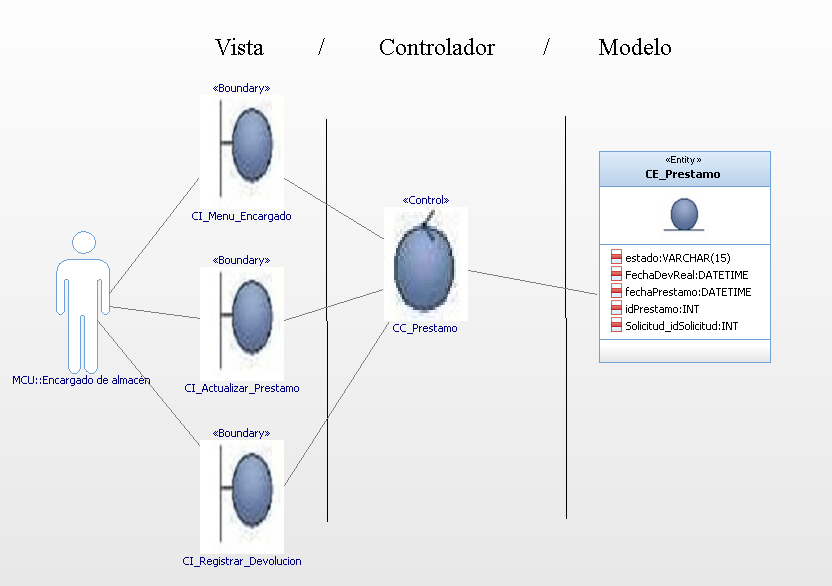 Vista / Controlador / Modelo
«Boundary»
CI_Menu_Encargado
«Boundary»
CI_Actualizar_Prestamo
«Boundary»
CI_Registrar_Devolucion
MCU::Encargado de almacèn
«Control»
CC_Prestamo
«Entity»
CE_Prestamo
estado:VARCHAR(15)
FechaDevReal:DATETIME
fechaPrestamo:DATETIME
idPrestamo:INT
Solicitud_idSolicitud:INT